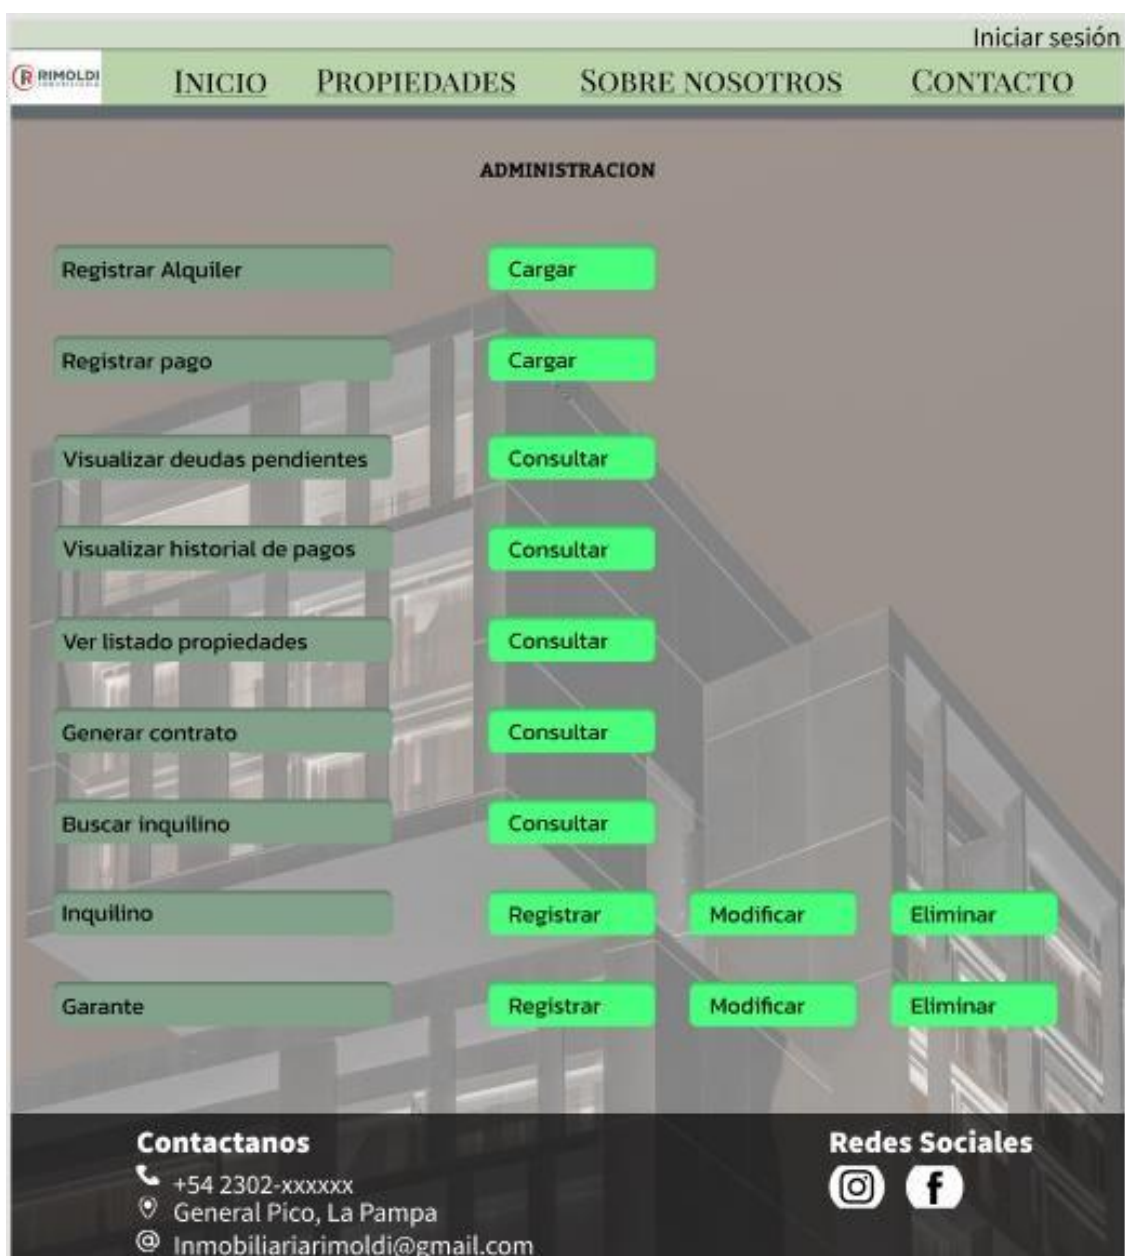 Iniciar sesión
RIMOLDI INICIO PROPIEDADES SOBRE NOSOTROS CONTACTO
ADMINISTRACION
Registrar Alquiler Cargar
Registrar pago Cargar
Visualizar deudas pendientes Consultar
Visualizar historial de pagos Consultar
Ver listado propiedades Consultar
Generar contrato Consultar
Buscar inquilino Consultar
Inquilino Registrar Modificar Eliminar
Garante Registrar Modificar Eliminar
Contactanos Redes Sociales
+54 2302-xxxxxx
General Pico, La Pampa
Inmobiliariarimoldi@gmail.com